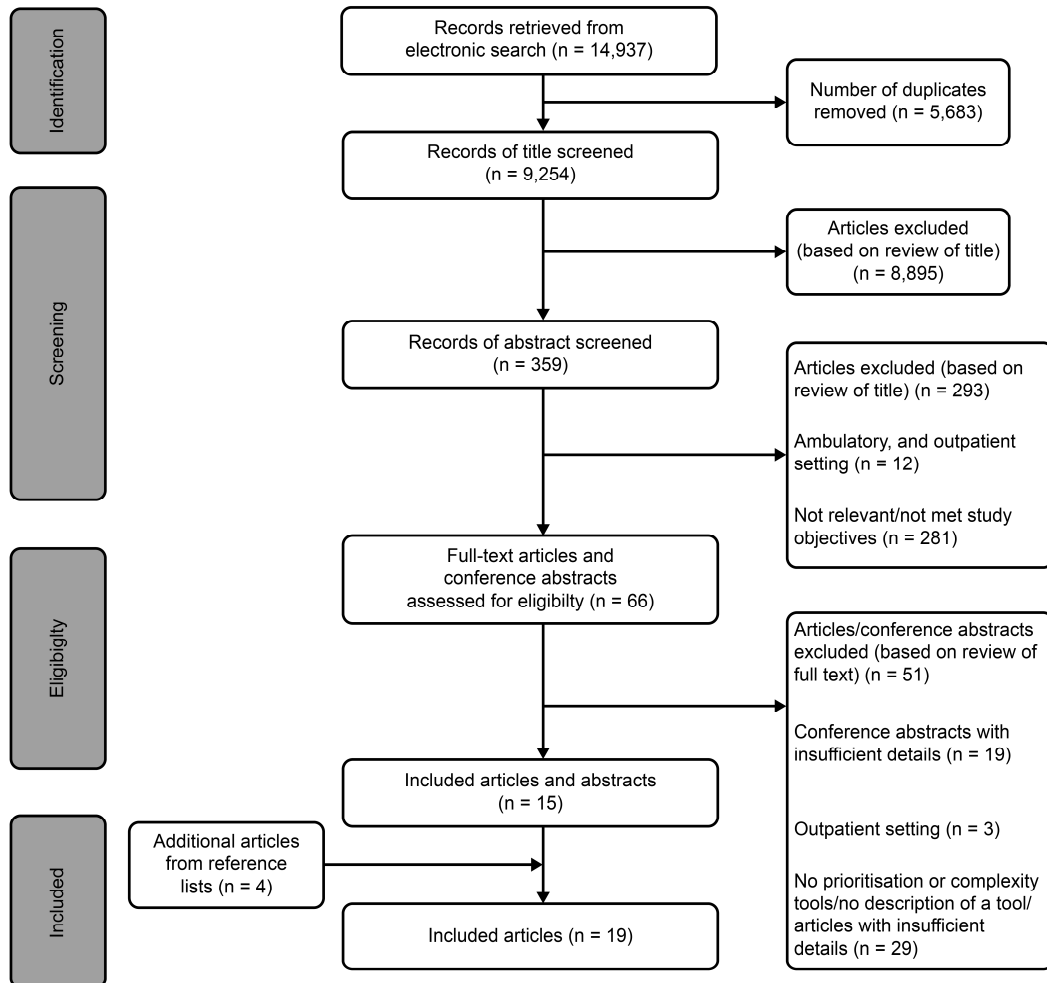 Identification
Records retrieved from
electronic search (n = 14,937)
Number of duplicates
removed (n = 5,683)
Records of title screened
(n = 9,254)
Screening
Articles excluded
(based on review of title)
(n = 8,895)
Records of abstract screened
(n = 359)
Articles excluded (based on
review of title) (n = 293)
Ambulatory, and outpatient
setting (n = 12)
Not relevant/not met study
objectives (n = 281)
Eligibiglty
Full-text articles and
conference abstracts
assessed for eligibilty (n = 66)
Articles/conference abstracts
excluded (based on review of
full text) (n = 51)
Conference abstracts with
insufficient details (n = 19)
Outpatient setting (n = 3)
No prioritisation or complexity
tools/no description of a tool/
articles with insufficient
details (n = 29)
Included articles and abstracts
(n = 15)
Included
Additional articles
from reference
lists (n = 4)
Included articles (n = 19)